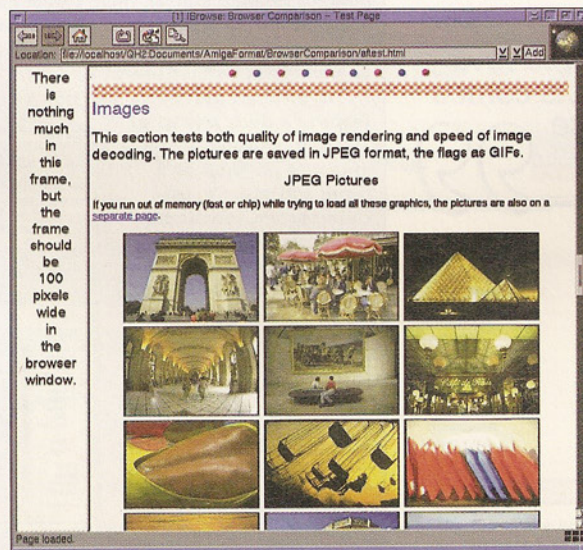 [1] IBrowse: Browser Comparison – Test Page
Location: file://localhost/QH2:Documents/AmigaFormat/BrowserComparison/aftest.html
Add
There
is
nothing
much
in
this
frame,
but
the
frame
should
be
100
pixels
wide
in
the
browser
window.
Images
This section tests both quality of image rendering and speed of image
decoding. The pictures are saved in JPEG format, the flags as GIFs.
JPEG Pictures
If you run out of memory (fast or chip) while trying to load all these graphics, the pictures are also on a
separate page.
Page loaded.